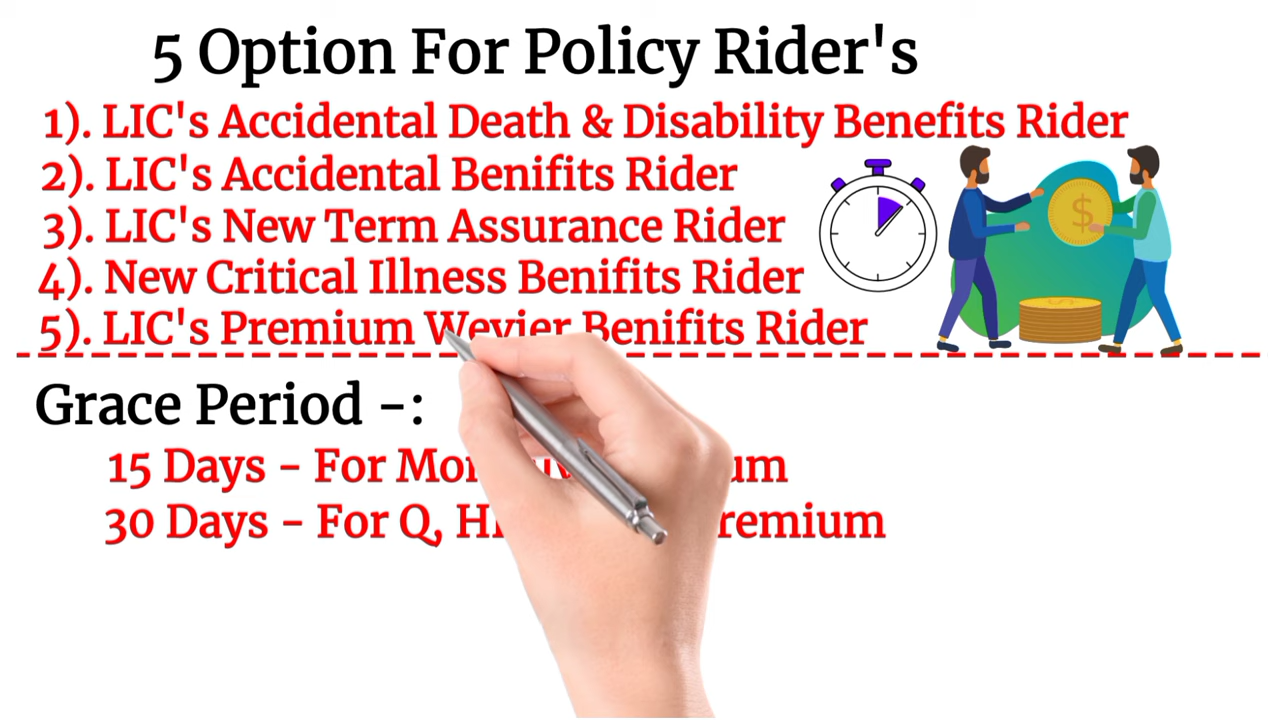 5 Option For Policy Rider's
1). LIC's Accidental Death & Disability Benefits Rider
2). LIC's Accidental Benifits Rider
3). LIC's New Term Assurance Rider
4). New Critical Illness Benifits Rider
5). LIC's Premium Wevier Benifits Rider
Grace Period -:
15 Days - For
30 Days - For Q,
$